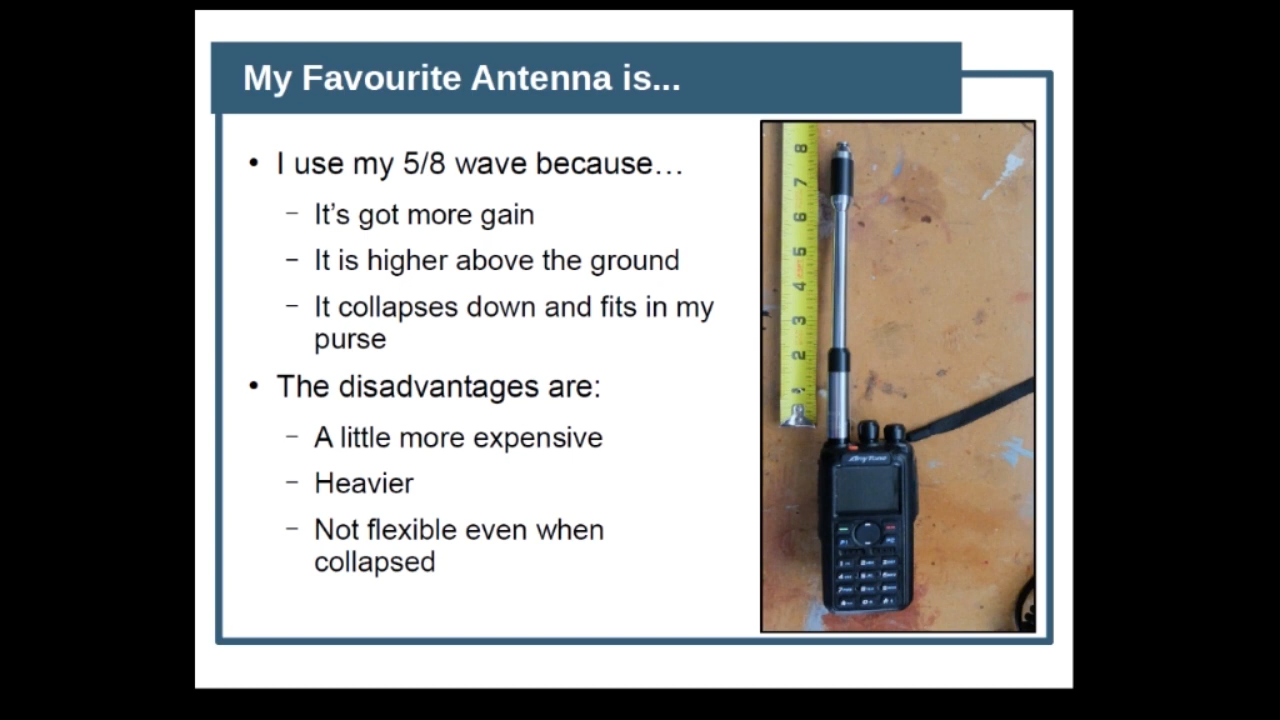 My Favourite Antenna is...
• I use my 5/8 wave because…
– It’s got more gain
– It is higher above the ground
– It collapses down and fits in my
purse
• The disadvantages are:
– A little more expensive
– Heavier
– Not flexible even when
collapsed
8
7
6
5
4
3
2
AnyTone